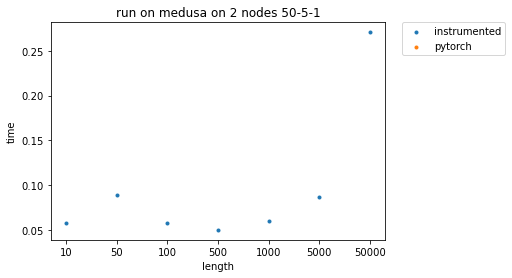 run on medusa on 2 nodes 50-5-1
instrumented
pytorch
0.25
0.20
0.15
0.10
0.05
time
10 50 100 500 1000 5000 50000
length